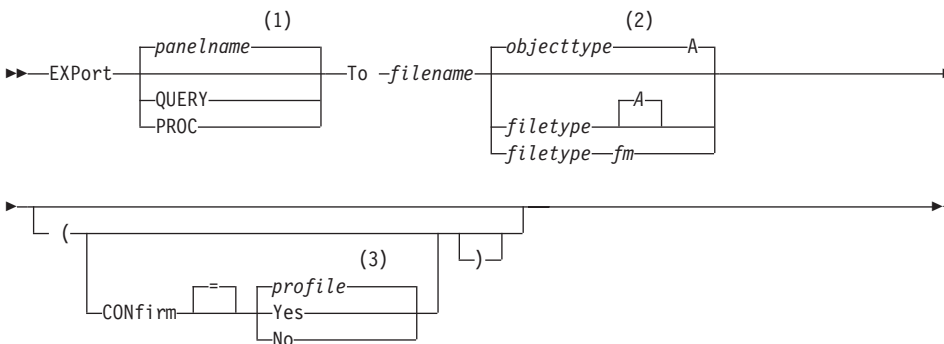 (1) (2)
panelname objecttype A
EXPort To filename
QUERY A
PROC filetype
filetype fm
(
(3) )
= profile
CONfirm Yes
No